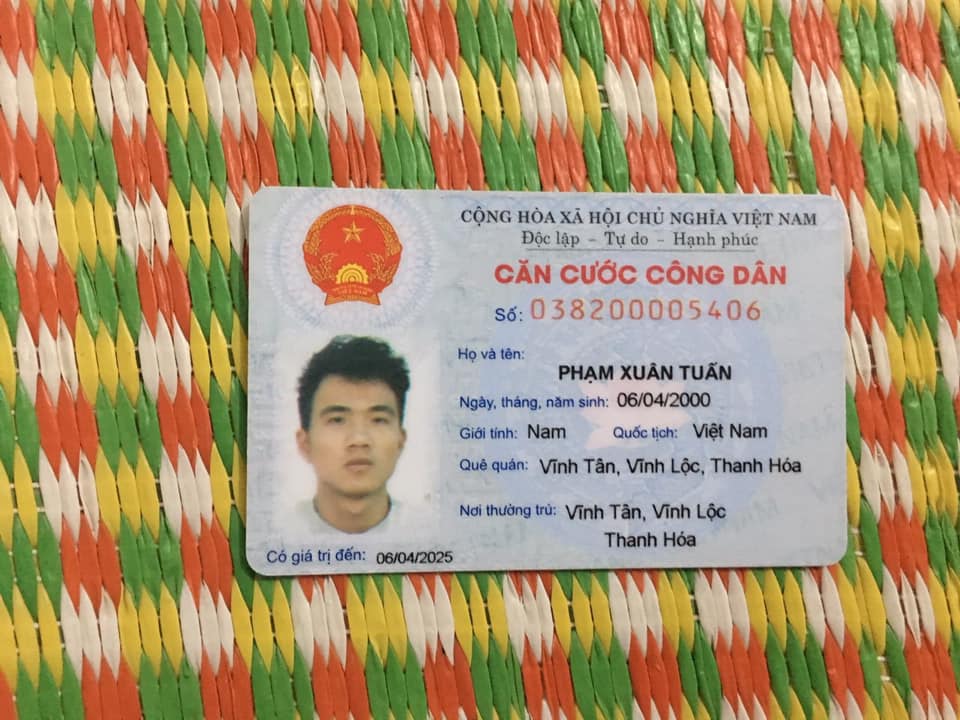 CỘNG HÒA XÃ HỘI CHỦ NGHĨA VIỆT NAM
Độc lập – Tự do – Hạnh phúc
CĂN CƯỚC CÔNG DÂN
Số: 038200005406
Họ và tên:
PHẠM XUÂN TUẤN
Ngày, tháng, năm sinh: 06/04/2000
Giới tính: Nam Quốc tịch: Việt Nam
Quê quán: Vĩnh Tân, Vĩnh Lộc, Thanh Hóa
Nơi thường trú: Vĩnh Tân, Vĩnh Lộc
Thanh Hóa
Có giá trị đến: 06/04/2025